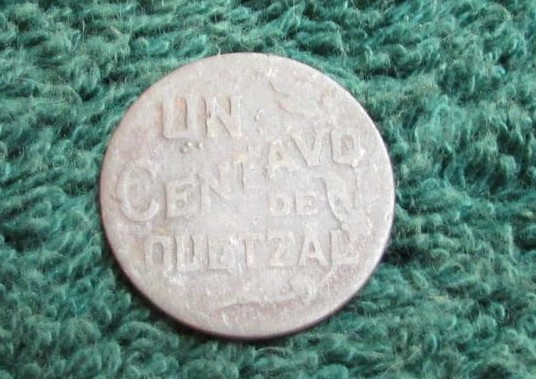 UN
CENTAVO
DE
QUETZAL